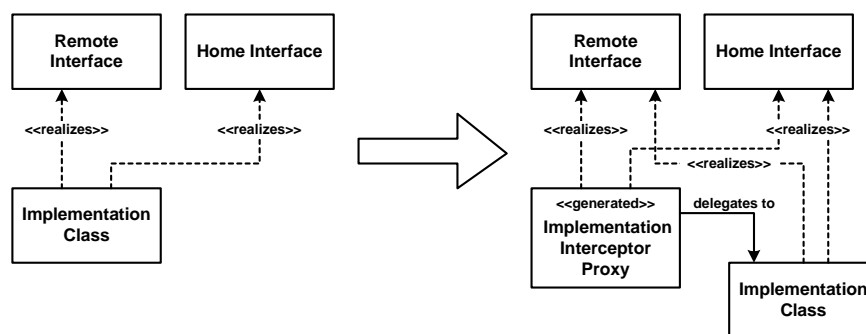 Remote
Interface
Home Interface
<<realizes>>
<<realizes>>
Implementation
Class
Remote
Interface
Home Interface
<<realizes>>
<<realizes>>
<<realizes>>
<<generated>>
Implementation
Interceptor
Proxy
delegates to
Implementation
Class